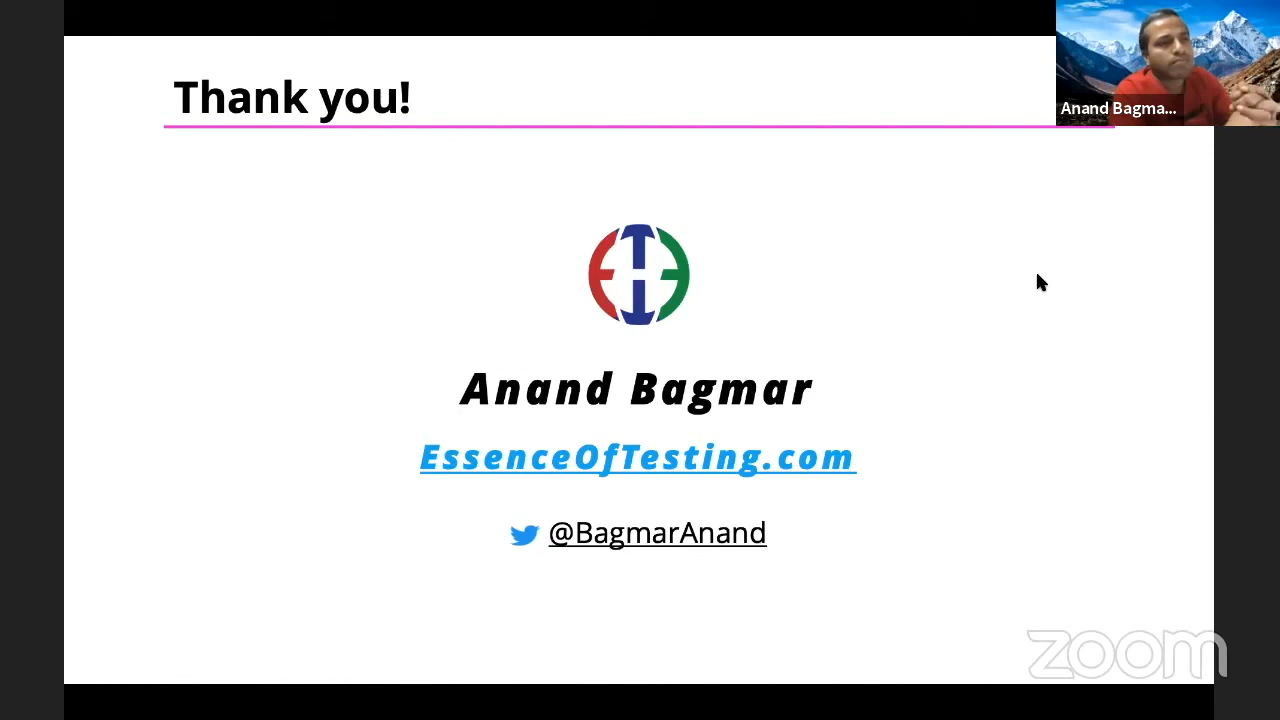 Thank you!
Anand Bagma...
Anand Bagmar
EssenceOfTesting.com
@BagmarAnand
zoom